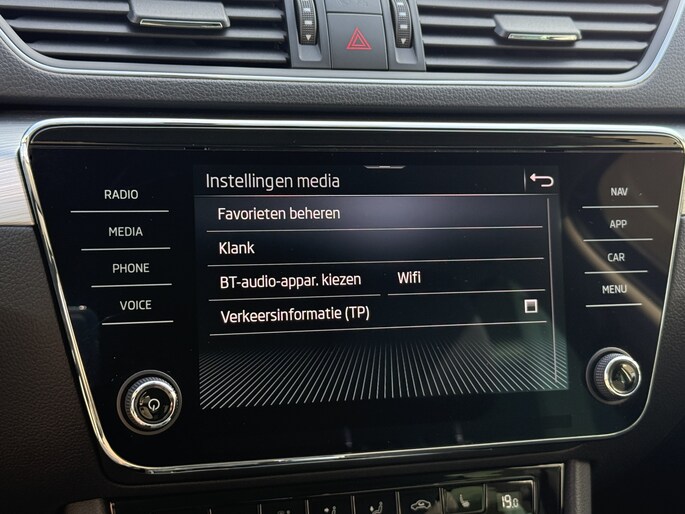 RADIO
MEDIA
PHONE
VOICE
Instellingen media
Favorieten beheren
Klank
BT-audio-appar. kiezen Wifi
Verkeersinformatie (TP)
NAV
APP
CAR
MENU
19.0